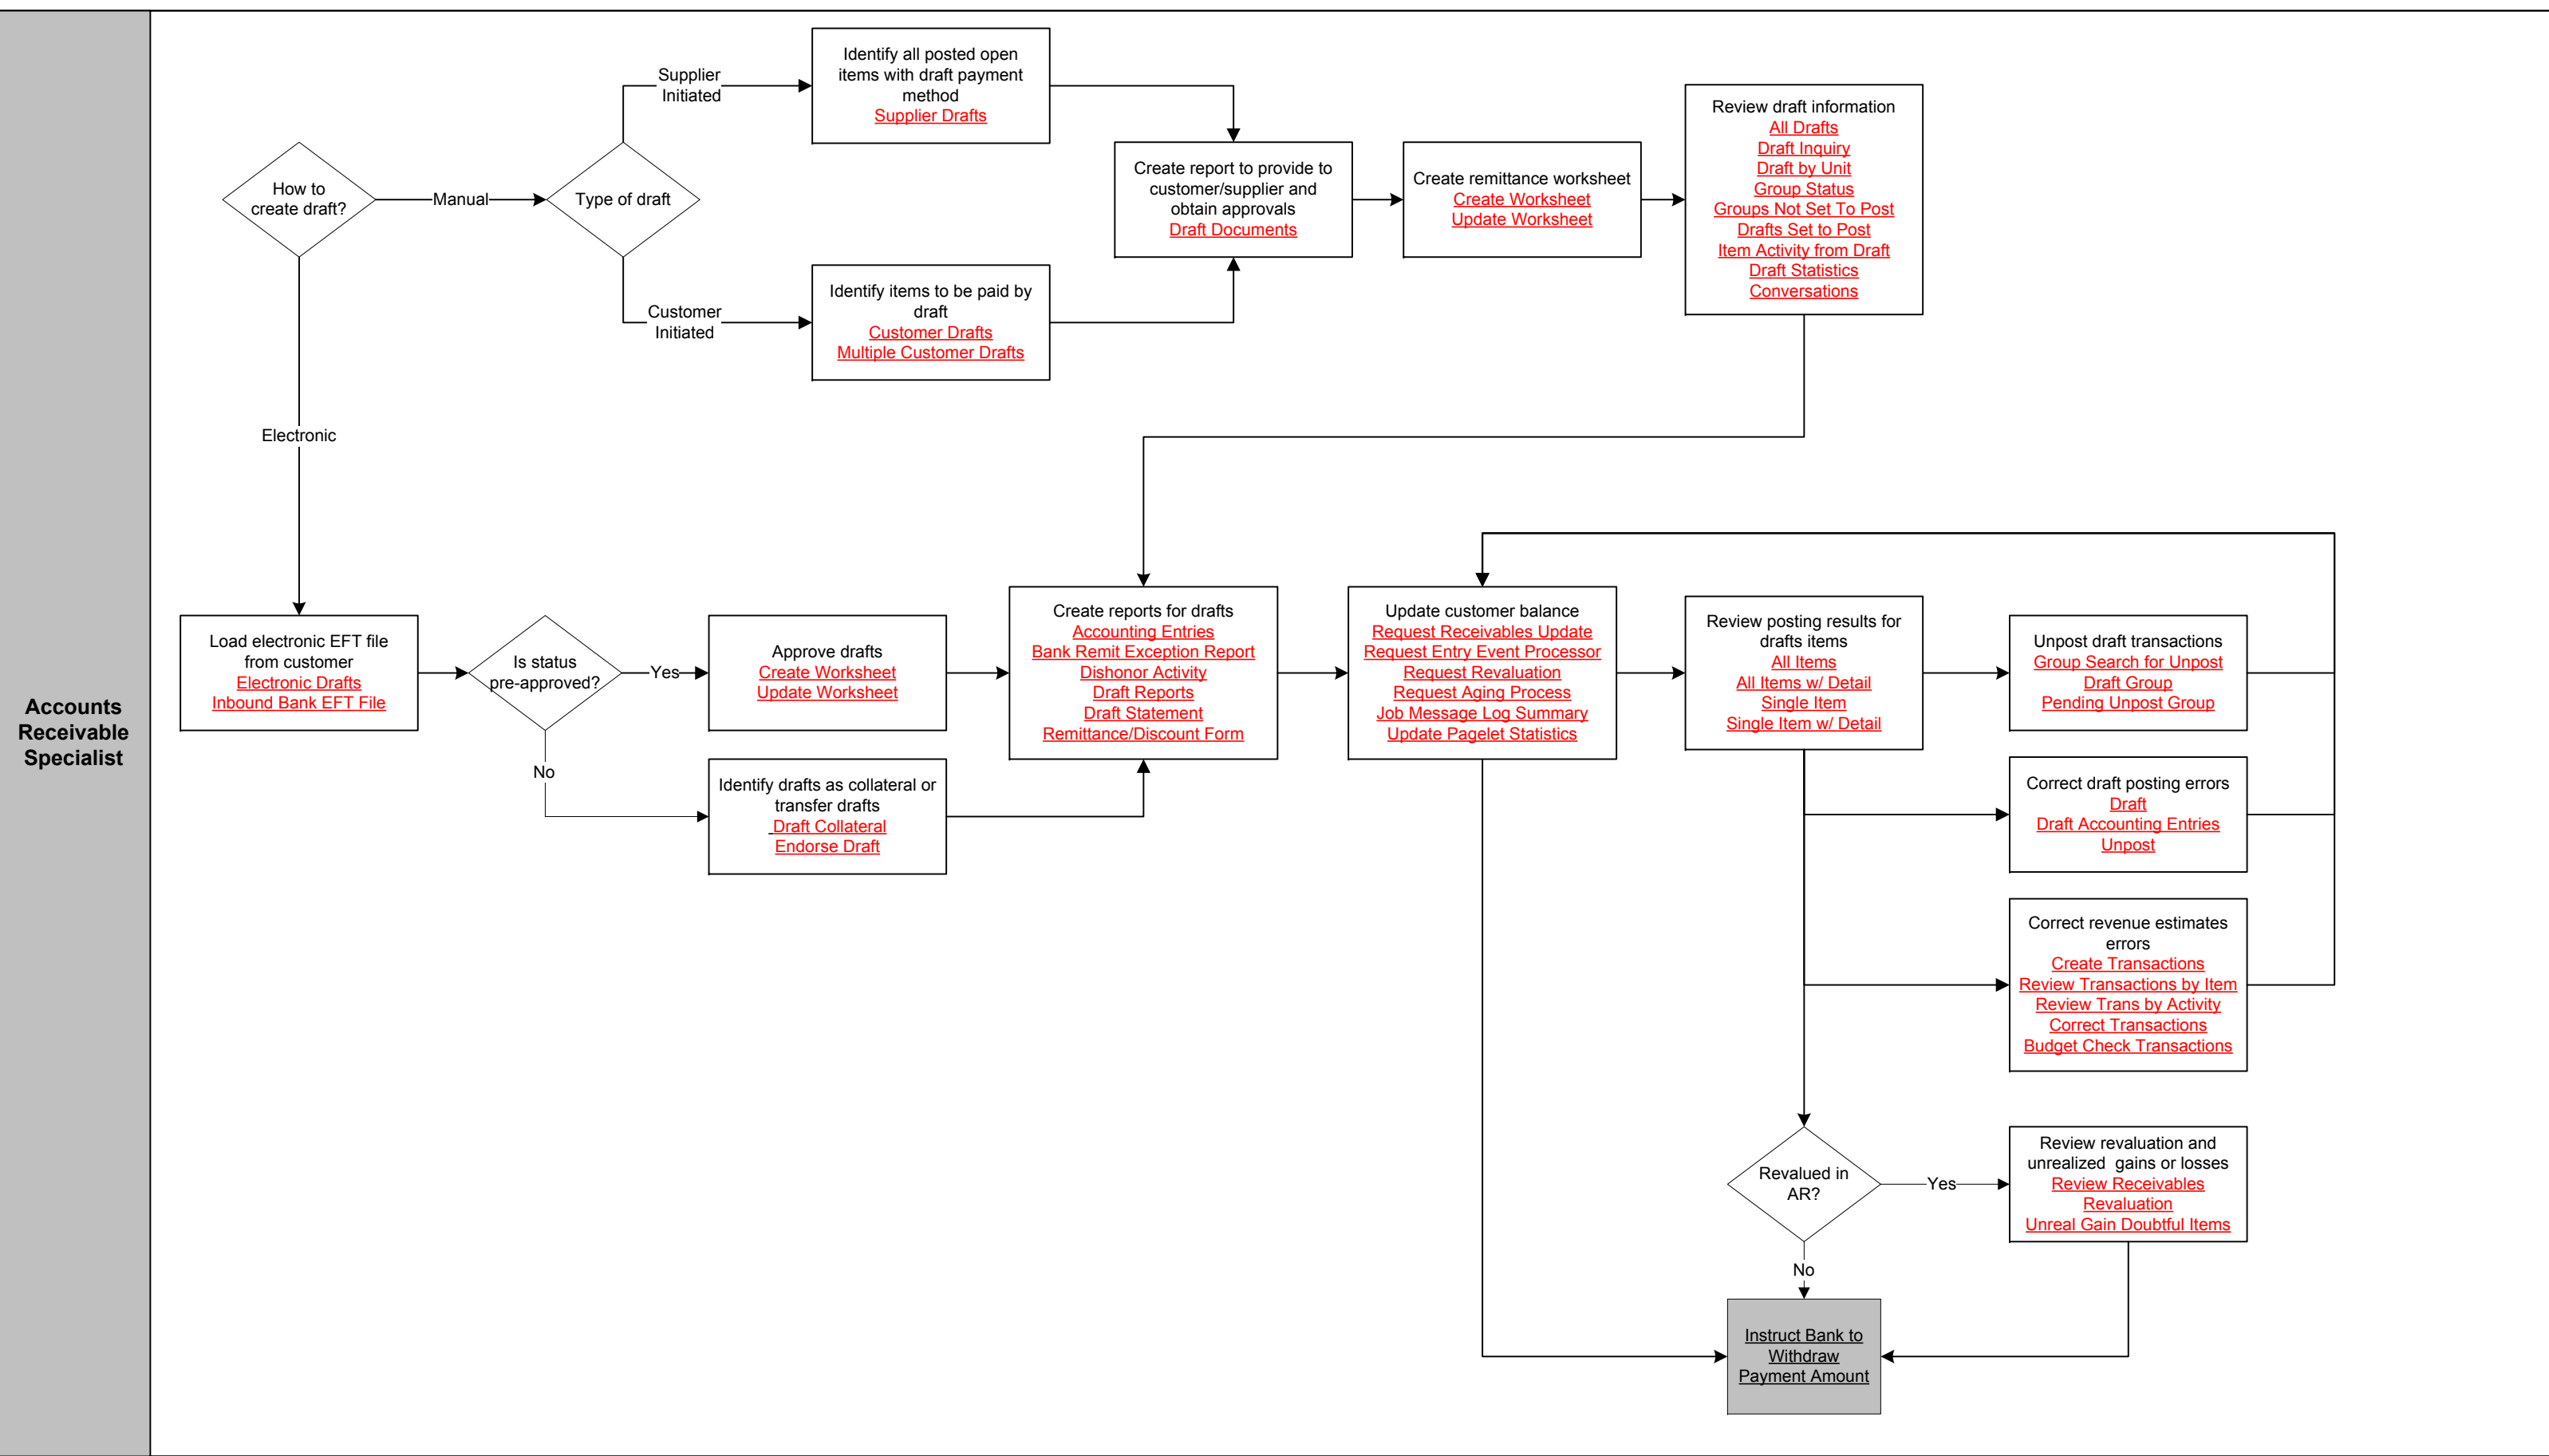 Accounts
Receivable
Specialist
How to
create draft?
Manual
Type of draft
Supplier
Initiated
Identify all posted open
items with draft payment
method
Supplier Drafts
Customer
Initiated
Identify items to be paid by
draft
Customer Drafts
Multiple Customer Drafts
Create report to provide to
customer/supplier and
obtain approvals
Draft Documents
Create remittance worksheet
Create Worksheet
Update Worksheet
Review draft information
All Drafts
Draft Inquiry
Draft by Unit
Group Status
Groups Not Set To Post
Drafts Set to Post
Item Activity from Draft
Draft Statistics
Conversations
Electronic
Load electronic EFT file
from customer
Electronic Drafts
Inbound Bank EFT File
Is status
pre-approved?
Yes
Approve drafts
Create Worksheet
Update Worksheet
No
Identify drafts as collateral or
transfer drafts
Draft Collateral
Endorse Draft
Create reports for drafts
Accounting Entries
Bank Remit Exception Report
Dishonor Activity
Draft Reports
Draft Statement
Remittance/Discount Form
Update customer balance
Request Receivables Update
Request Entry Event Processor
Request Revaluation
Request Aging Process
Job Message Log Summary
Update Pagelet Statistics
Review posting results for
drafts items
All Items
All Items w/ Detail
Single Item
Single Item w/ Detail
Unpost draft transactions
Group Search for Unpost
Draft Group
Pending Unpost Group
Correct draft posting errors
Draft
Draft Accounting Entries
Unpost
Correct revenue estimates
errors
Create Transactions
Review Transactions by Item
Review Trans by Activity
Correct Transactions
Budget Check Transactions
Revalued in
AR?
Yes
Review revaluation and
unrealized gains or losses
Review Receivables
Revaluation
Unreal Gain Doubtful Items
No
Instruct Bank to
Withdraw
Payment Amount